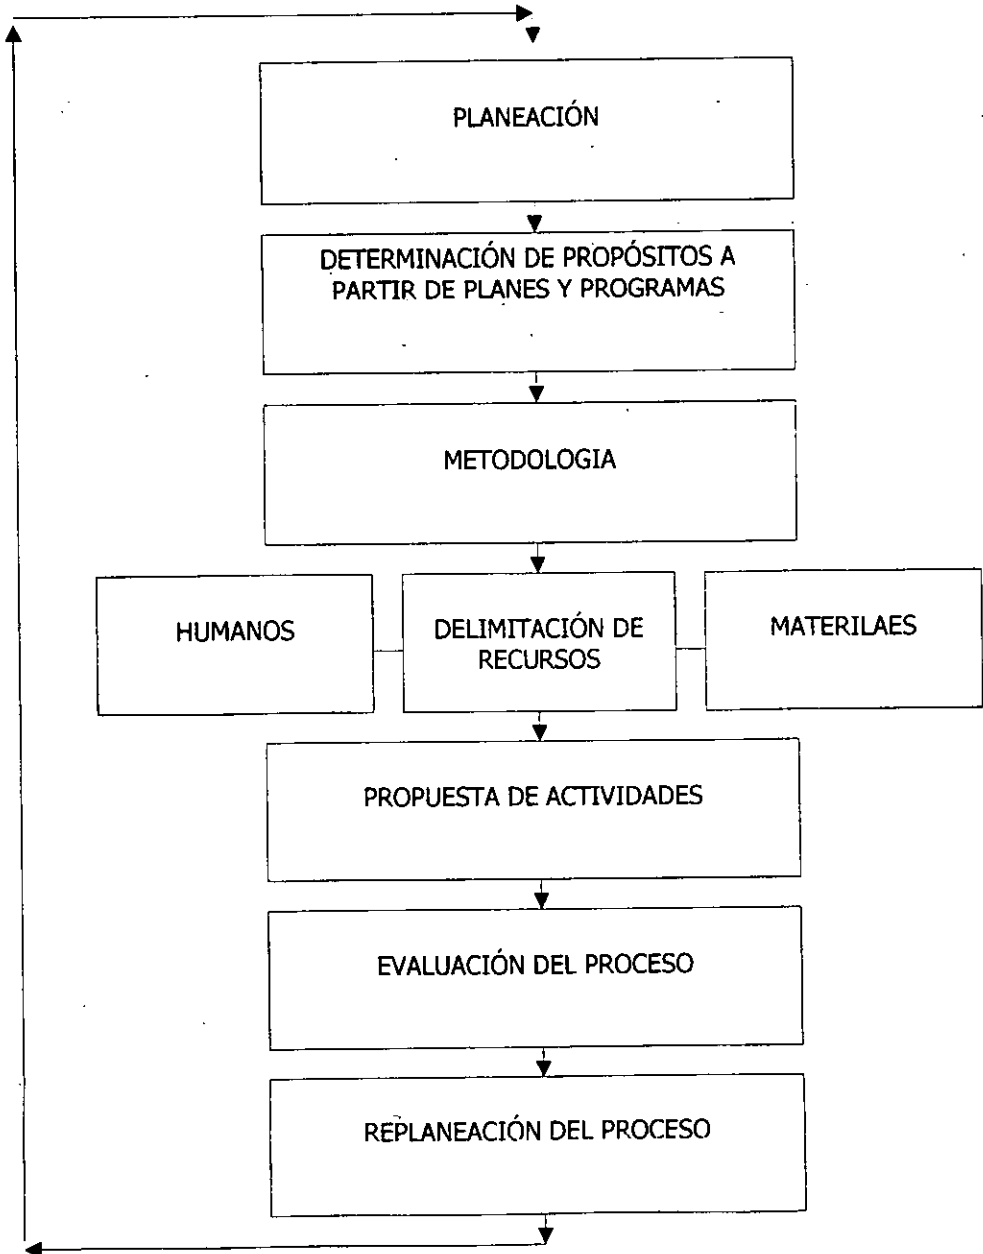 PLANEACIÓN
DETERMINACIÓN DE PROPÓSITOS A
PARTIR DE PLANES Y PROGRAMAS
METODOLOGIA
HUMANOS
DELIMITACIÓN DE
RECURSOS
MATERILAES
PROPUESTA DE ACTIVIDADES
EVALUACIÓN DEL PROCESO
REPLANEACIÓN DEL PROCESO